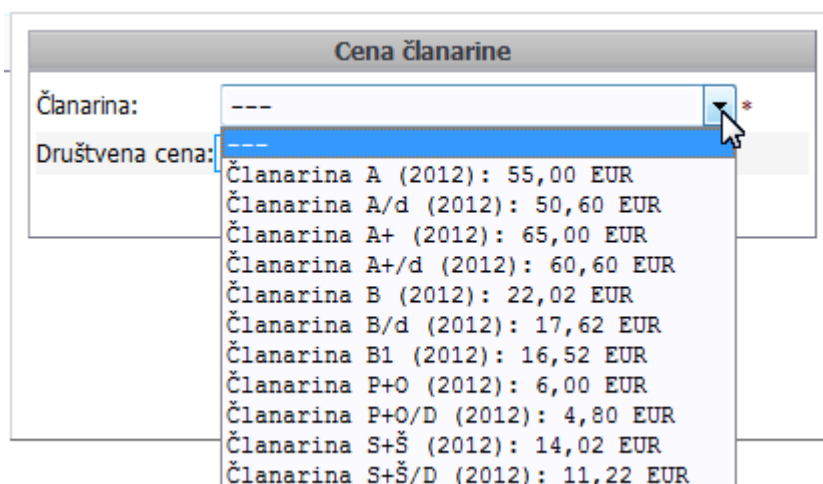 Cena članarine
Članarina: --- *
Društvena cena:
---
Članarina A (2012): 55,00 EUR
Članarina A/d (2012): 50,60 EUR
Članarina A+ (2012): 65,00 EUR
Članarina A+/d (2012): 60,60 EUR
Članarina B (2012): 22,02 EUR
Članarina B/d (2012): 17,62 EUR
Članarina B1 (2012): 16,52 EUR
Članarina P+O (2012): 6,00 EUR
Članarina P+O/D (2012): 4,80 EUR
Članarina S+Š (2012): 14,02 EUR
Članarina S+Š/D (2012): 11,22 EUR